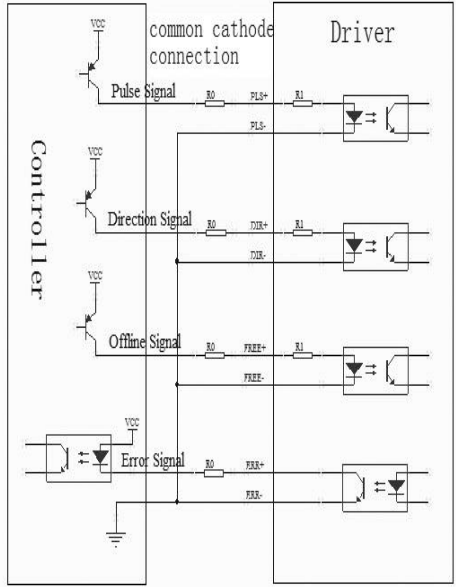 common cathode
connection
Driver
Controller
VCC
Pulse Signal
R0
PLS+
R1
PLS-
VCC
Direction Signal
R0
DIR+
R1
DIR-
VCC
Offline Signal
R0
FREE+
R1
FREE-
VCC
Error Signal
R0
ERR+
ERR-